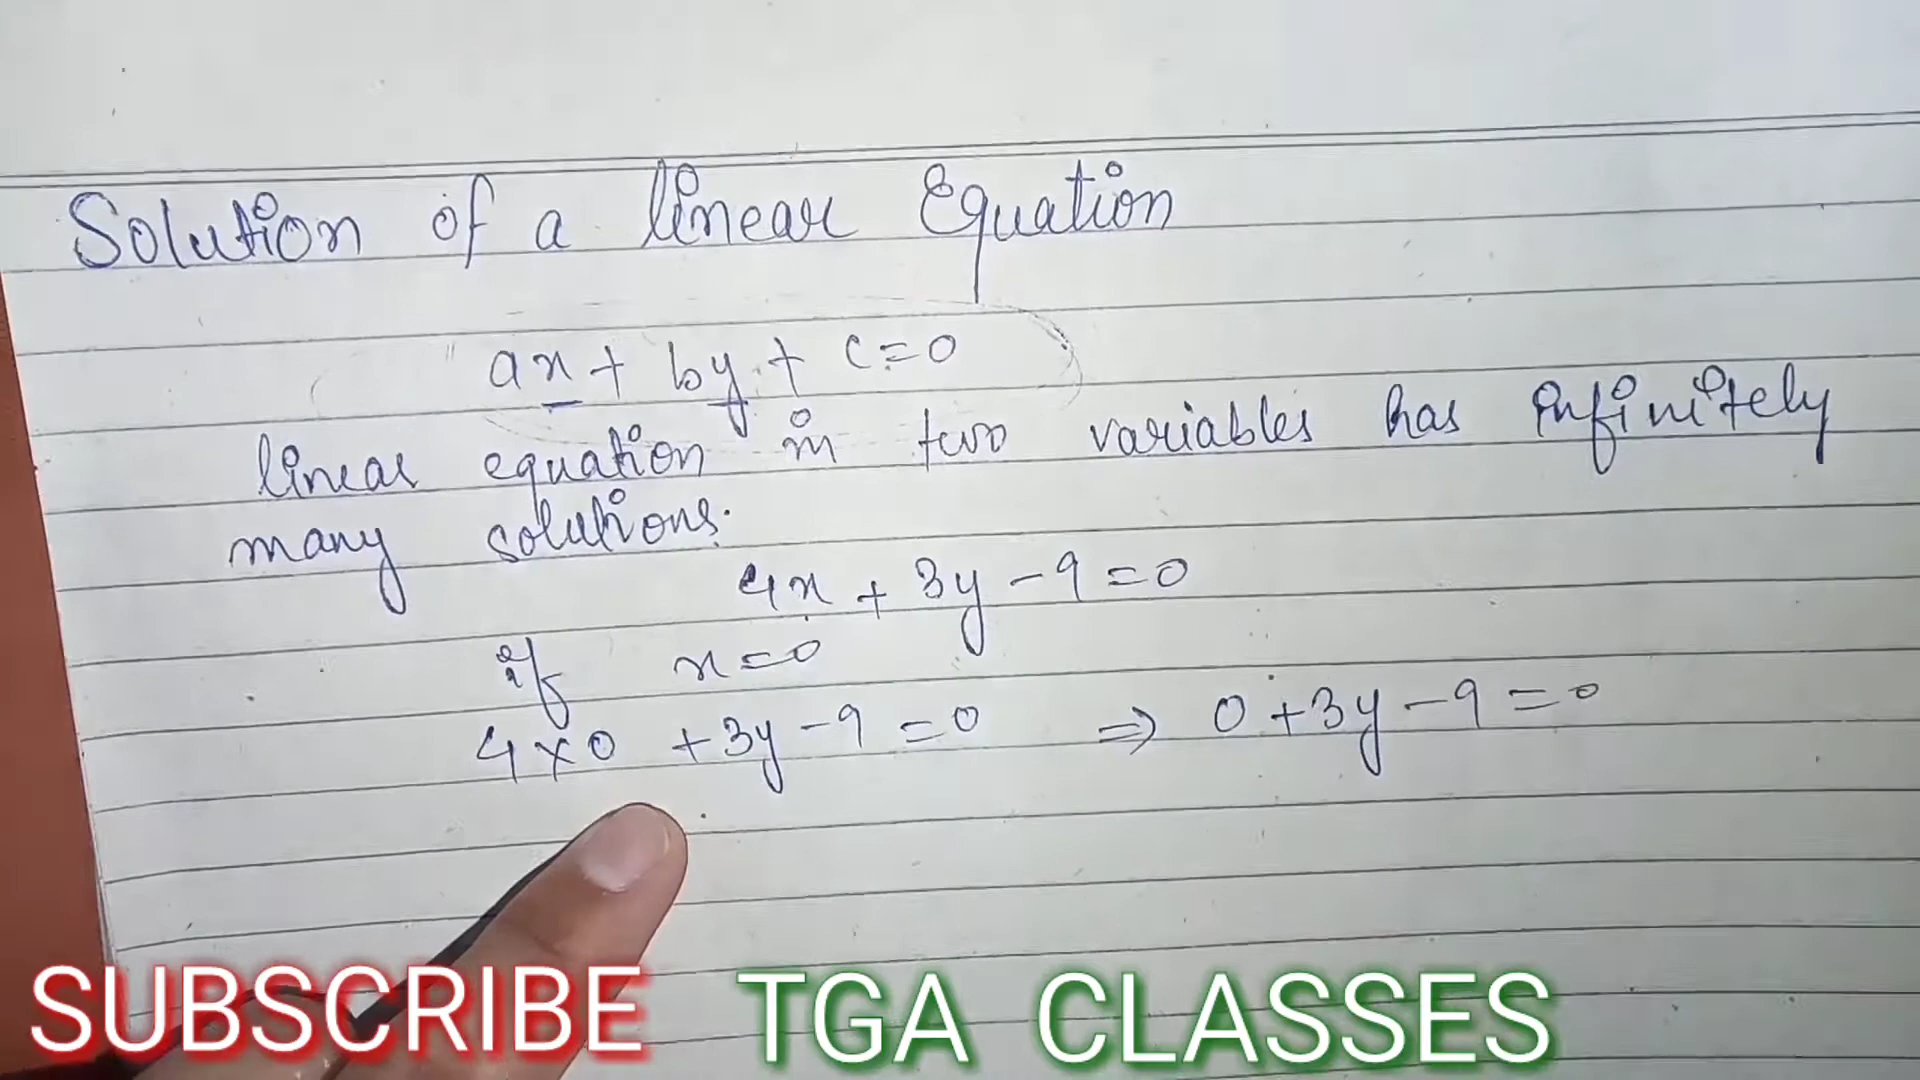 Solution of a linear Equation
ax + by + c = 0
linear equation in two variables has infinitely
many solutions.
4x + 3y - 9 = 0
if x = 0
4 × 0 + 3y - 9 = 0 ⇒ 0 + 3y - 9 = 0
SUBSCRIBE TGA CLASSES